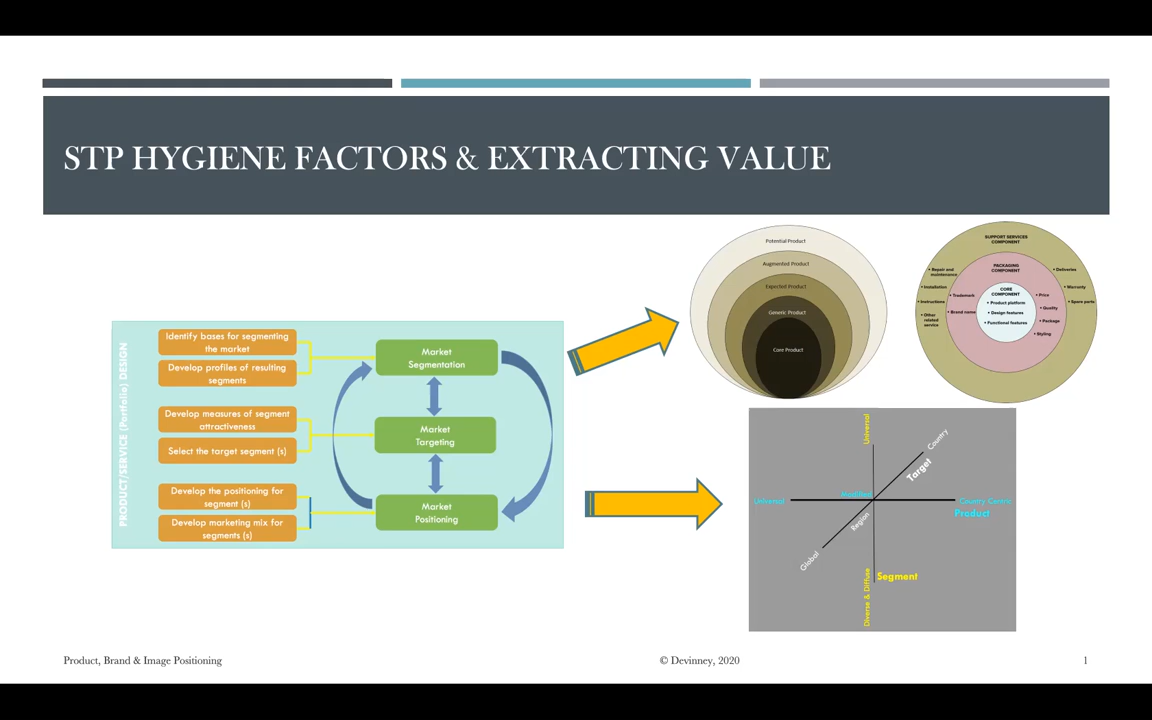 STP HYGIENE FACTORS & EXTRACTING VALUE
PRODUCT/SERVICE (Portfolio) DESIGN
Identify bases for segmenting
the market
Develop profiles of resulting
segments
Develop measures of segment
attractiveness
Select the target segment (s)
Develop the positioning for
segment (s)
Develop marketing mix for
segments (s)
Market
Segmentation
Market
Targeting
Market
Positioning
Potential Product
Augmented Product
Expected Product
Generic Product
Core Product
SUPPORT SERVICES
COMPONENT
• Repair and
maintenance
• Installation
• Instructions
• Other
related
service
• Deliveries
• Warranty
• Spare parts
PACKAGING
COMPONENT
• Trademark
• Brand name
• Price
• Quality
• Package
• Styling
CORE
COMPONENT
• Product platform
• Design features
• Functional features
Universal
Country
Target
Universal
Modified
Country Centric
Product
Region
Global
Segment
Diverse & Diffuse
Product, Brand & Image Positioning
© Devinney, 2020
1